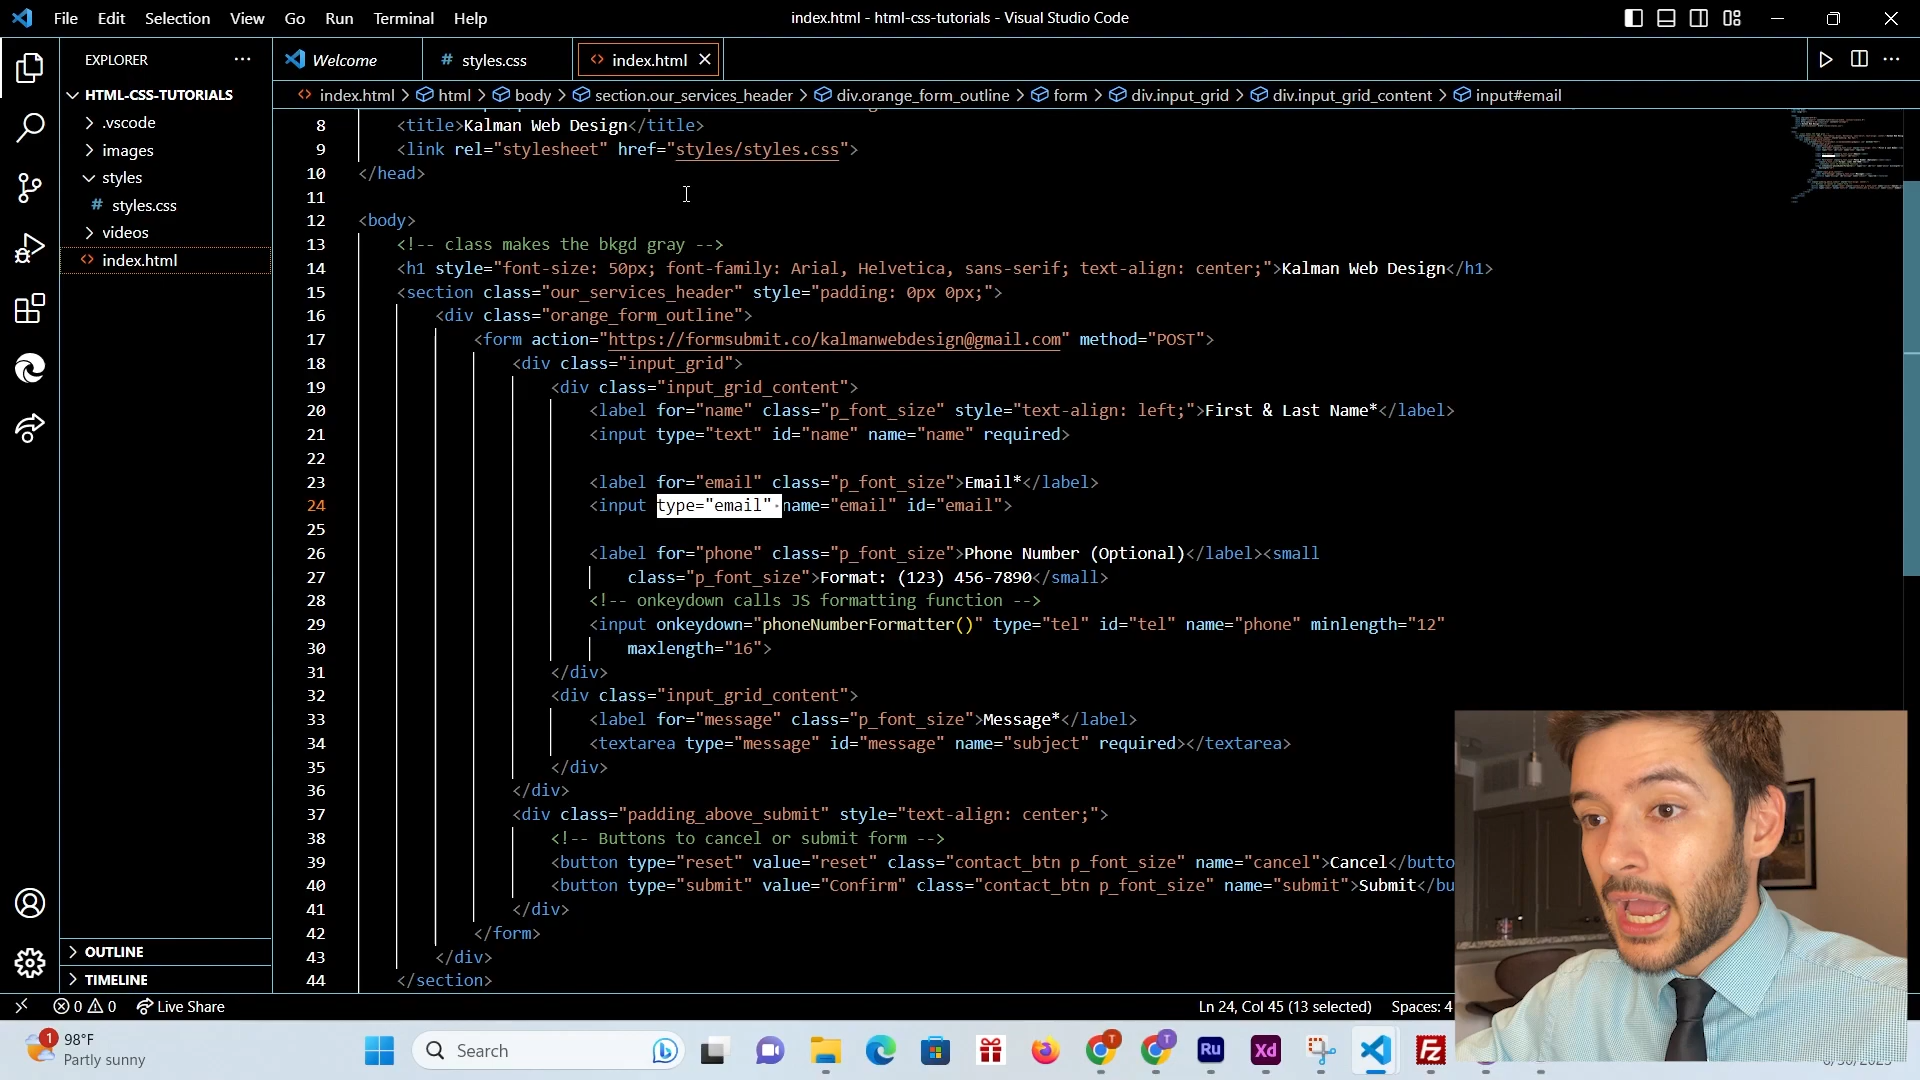 File Edit Selection View Go Run Terminal Help
index.html - html-css-tutorials - Visual Studio Code
EXPLORER
HTML-CSS-TUTORIALS
.vscode
images
styles
# styles.css
videos
index.html
OUTLINE
TIMELINE
Welcome # styles.css index.html
index.html > html > body > section.our_services_header > div.orange_form_outline > form > div.input_grid > div.input_grid_content > input#email
8 <title>Kalman Web Design</title>
9 <link rel="stylesheet" href="styles/styles.css">
10 </head>
11
12 <body>
13 <!-- class makes the bkgd gray -->
14 <h1 style="font-size: 50px; font-family: Arial, Helvetica, sans-serif; text-align: center;">Kalman Web Design</h1>
15 <section class="our_services_header" style="padding: 0px 0px;">
16 <div class="orange_form_outline">
17 <form action="https://formsubmit.co/kalmanwebdesign@gmail.com" method="POST">
18 <div class="input_grid">
19 <div class="input_grid_content">
20 <label for="name" class="p_font_size" style="text-align: left;">First & Last Name*</label>
21 <input type="text" id="name" name="name" required>
22
23 <label for="email" class="p_font_size">Email*</label>
24 <input type="email" name="email" id="email">
25
26 <label for="phone" class="p_font_size">Phone Number (Optional)</label><small
27 class="p_font_size">Format: (123) 456-7890</small>
28 <!-- onkeydown calls JS formatting function -->
29 <input onkeydown="phoneNumberFormatter()" type="tel" id="tel" name="phone" minlength="12"
30 maxlength="16">
31 </div>
32 <div class="input_grid_content">
33 <label for="message" class="p_font_size">Message*</label>
34 <textarea type="message" id="message" name="subject" required></textarea>
35 </div>
36 </div>
37 <div class="padding_above_submit" style="text-align: center;">
38 <!-- Buttons to cancel or submit form -->
39 <button type="reset" value="reset" class="contact_btn p_font_size" name="cancel">Cancel</butto
40 <button type="submit" value="Confirm" class="contact_btn p_font_size" name="submit">Submit</bu
41 </div>
42 </form>
43 </div>
44 </section>
0 0 Live Share
Ln 24, Col 45 (13 selected) Spaces: 4
1 98°F
Partly sunny
Search
T T Ru Xd Fz